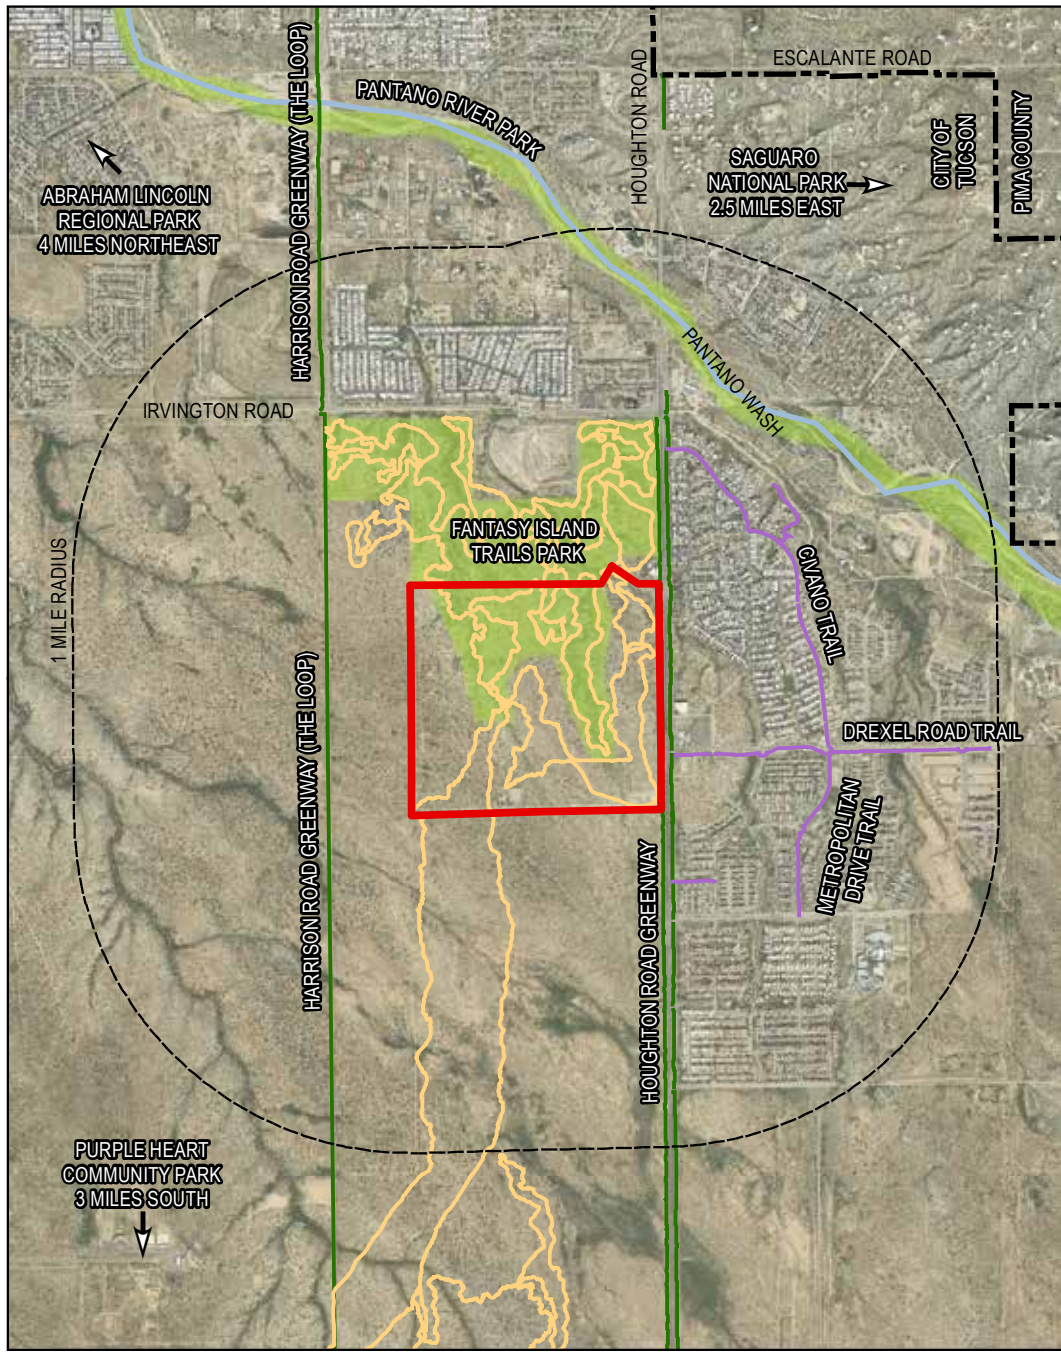 ESCALANTE ROAD
HARRISON ROAD GREENWAY (THE LOOP)
PANTANO RIVER PARK
HOUGHTON ROAD
CITY OF
TUCSON
PIMA COUNTY
SAGUARO
NATIONAL PARK
2.5 MILES EAST
ABRAHAM LINCOLN
REGIONAL PARK
4 MILES NORTHEAST
PANTANO WASH
IRVINGTON ROAD
FANTASY ISLAND
TRAILS PARK
1 MILE RADIUS
CIVANO TRAIL
HARRISON ROAD GREENWAY (THE LOOP)
DREXEL ROAD TRAIL
METROPOLITAN
DRIVE TRAIL
HOUGHTON ROAD GREENWAY
PURPLE HEART
COMMUNITY PARK
3 MILES SOUTH